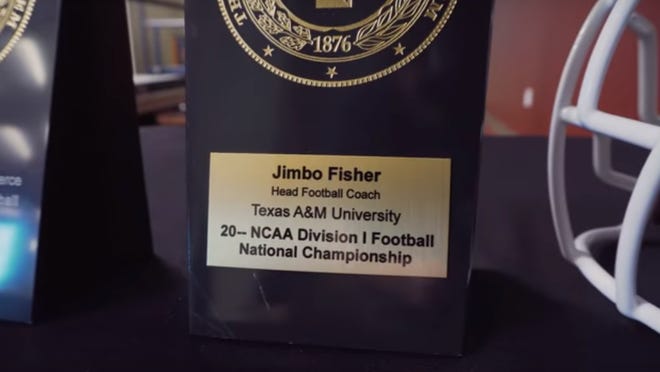 1876
Jimbo Fisher
Head Football Coach
Texas A&M University
20-- NCAA Division I Football
National Championship